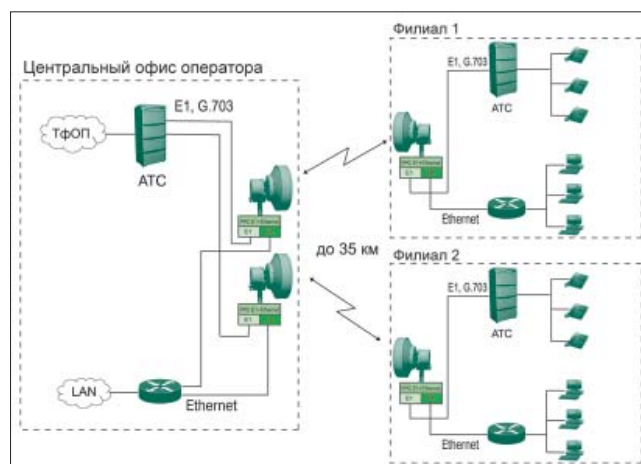 Центральный офис оператора
E1, G.703
ТфОП
АТС
E1
LAN
Ethernet
до 35 км
Филиал 1
E1, G.703
АТС
E1
Ethernet
Филиал 2
E1, G.703
АТС
E1
Ethernet